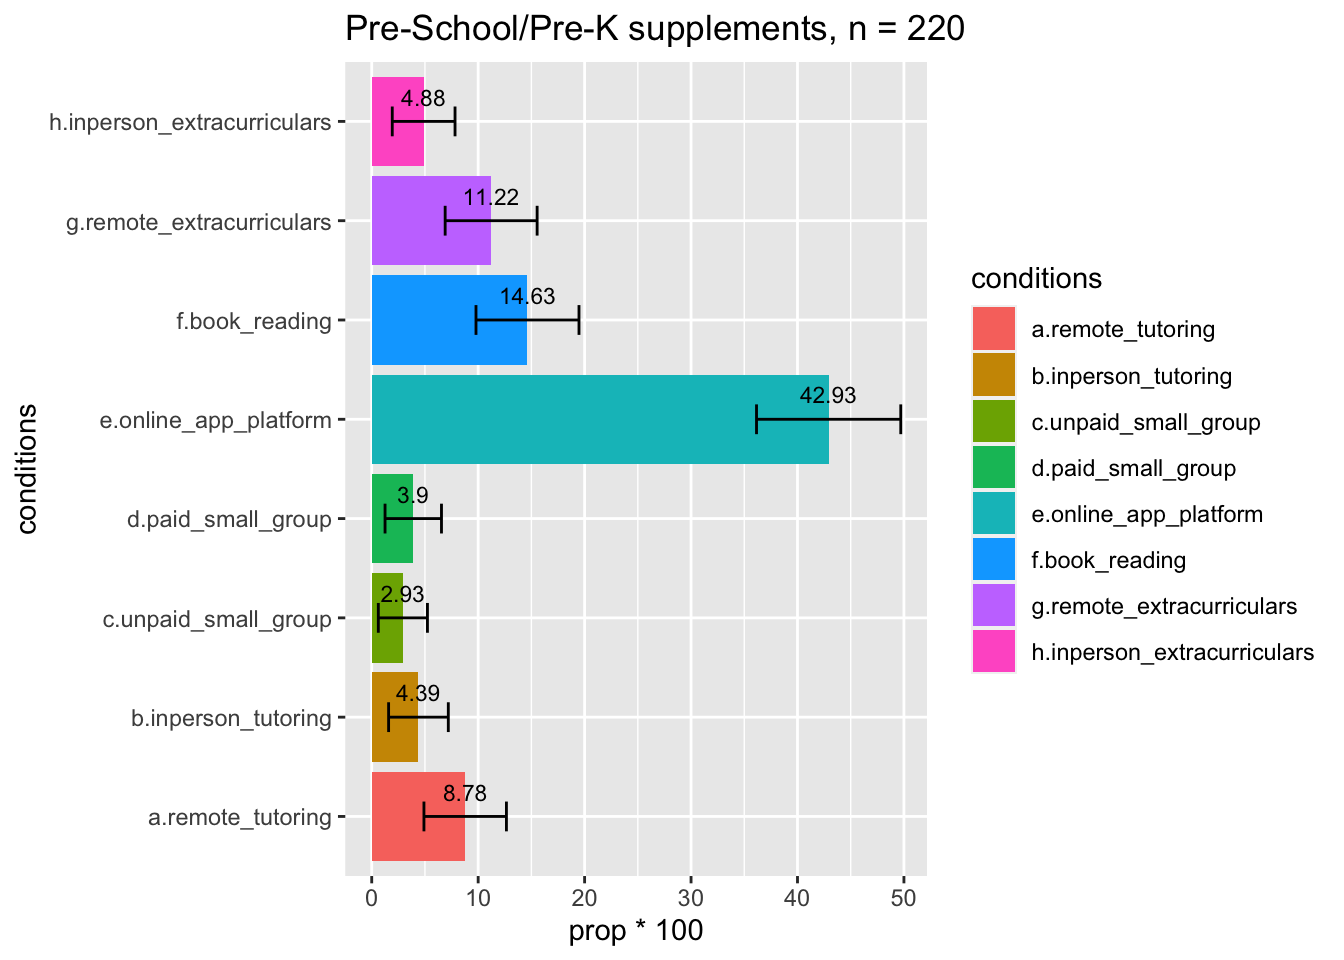 Pre-School/Pre-K supplements, n = 220
h.inperson_extracurriculars
4.88
g.remote_extracurriculars
11.22
f.book_reading
14.63
e.online_app_platform
42.93
d.paid_small_group
3.9
c.unpaid_small_group
2.93
b.inperson_tutoring
4.39
a.remote_tutoring
8.78
conditions
0 10 20 30 40 50
prop * 100
conditions
a.remote_tutoring
b.inperson_tutoring
c.unpaid_small_group
d.paid_small_group
e.online_app_platform
f.book_reading
g.remote_extracurriculars
h.inperson_extracurriculars